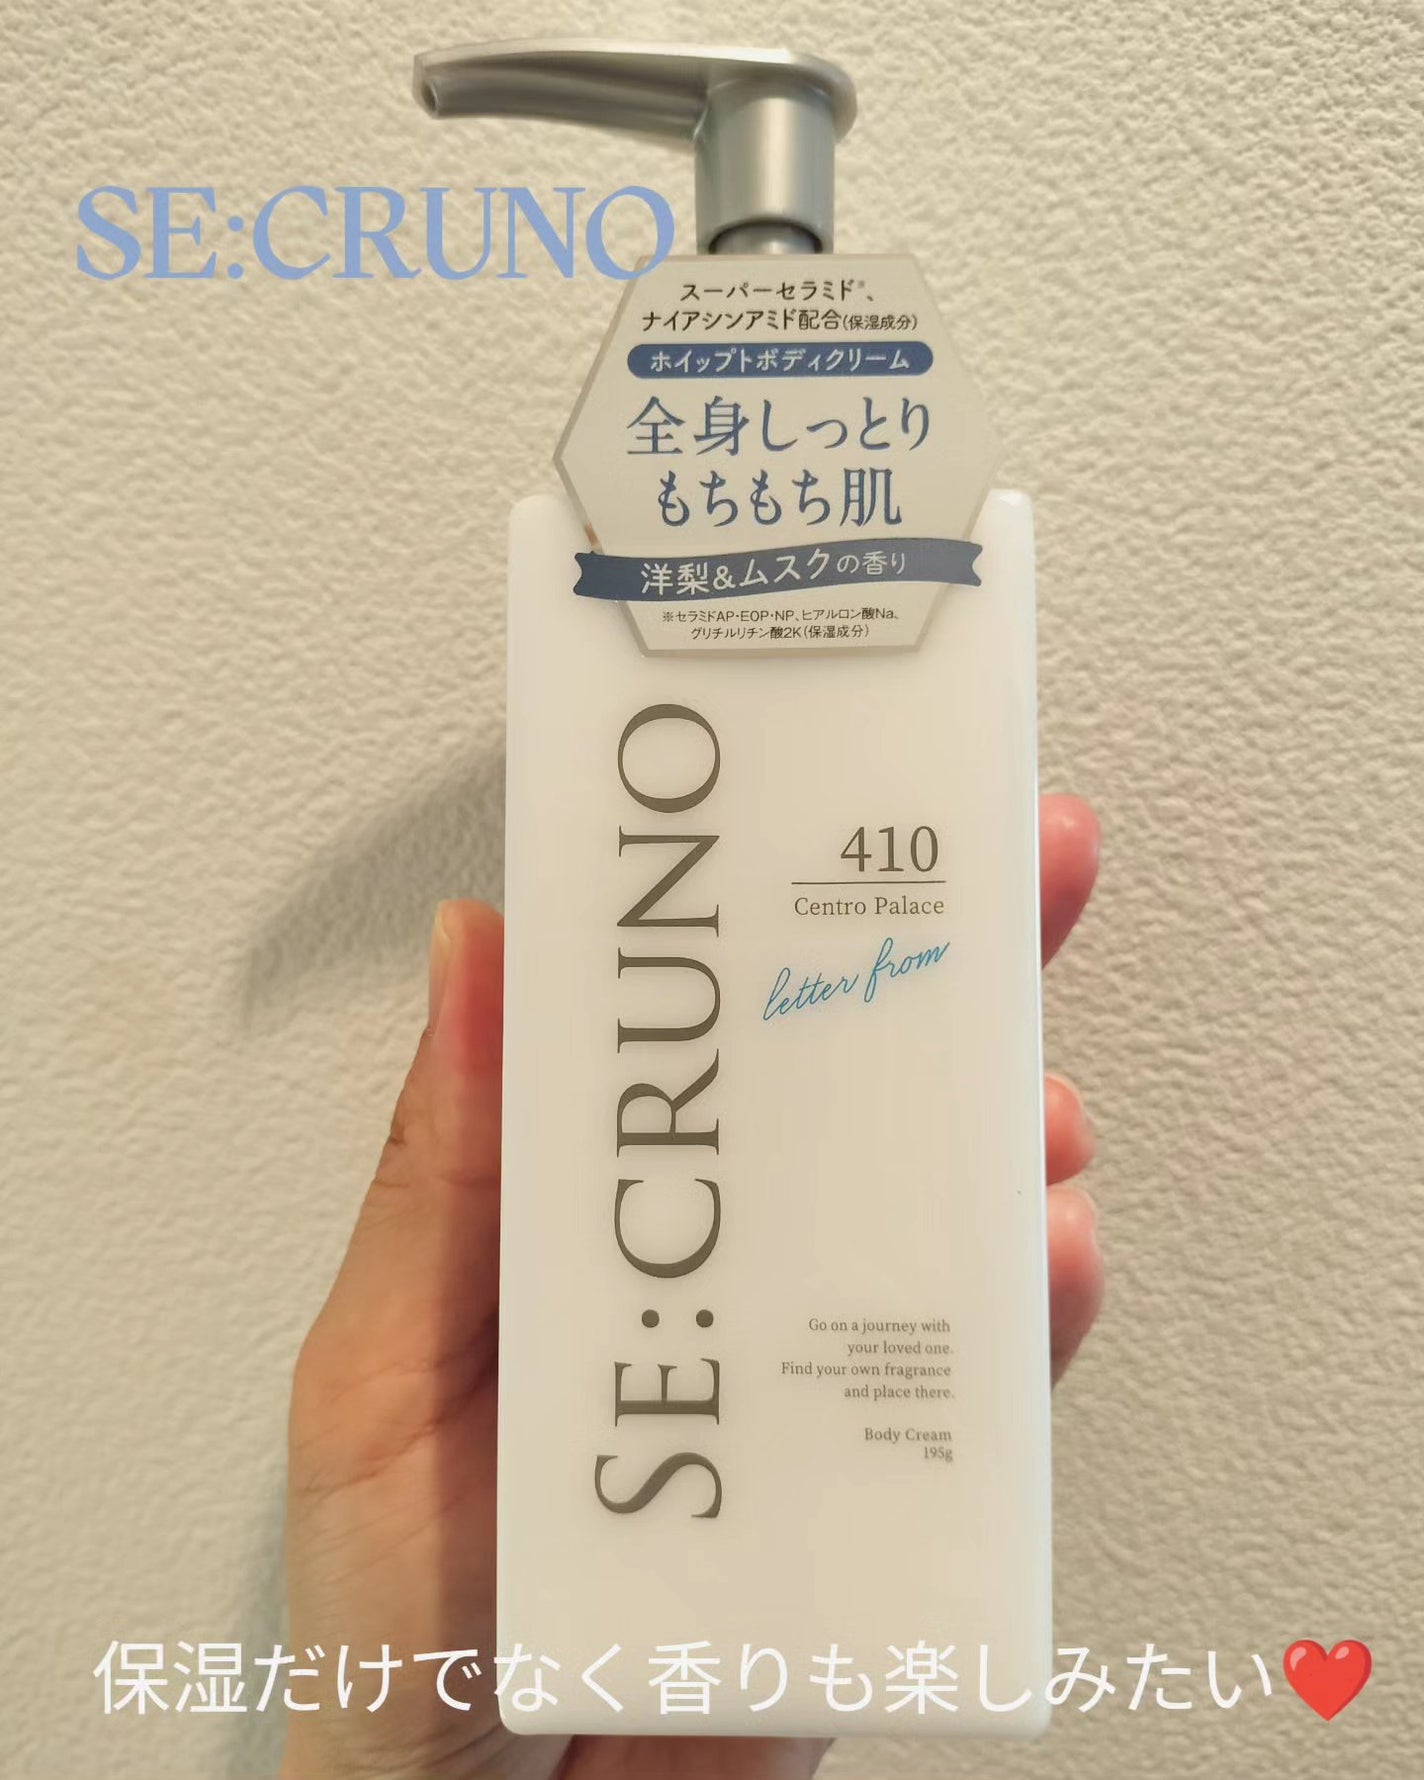 SE:CRUNO
スーパーセラミド※、
ナイアシンアミド配合(保湿成分)
ホイップトボディクリーム
全身しっとり
もちもち肌
洋梨&ムスクの香り
※セラミドAP・EOP・NP、ヒアルロン酸Na、
グリチルリチン酸2K(保湿成分)
SE:CRUNO
410
Centro Palace
letter from
Go on a journey with
your loved one.
Find your own fragrance
and place there.
Body Cream
195g
保湿だけでなく香りも楽しみたい❤️